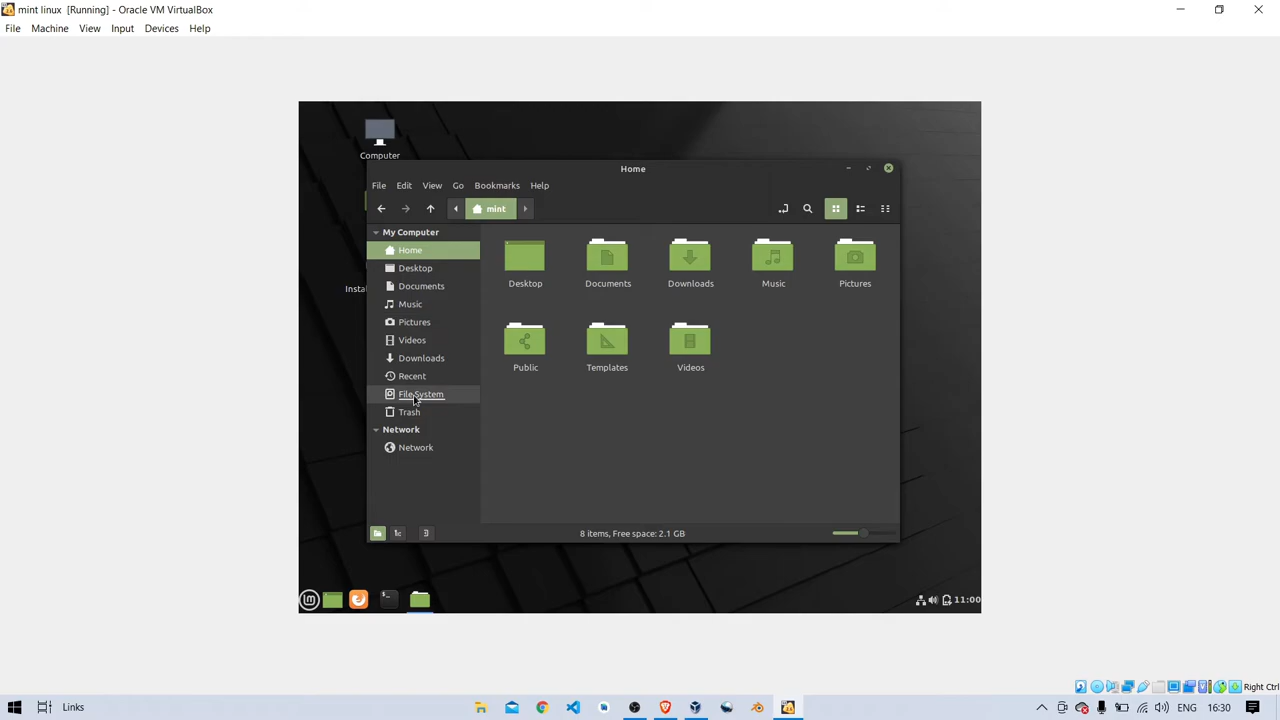 mint linux [Running] - Oracle VM VirtualBox
File Machine View Input Devices Help
Computer
Home
File Edit View Go Bookmarks Help
mint
My Computer
Home
Desktop
Documents
Music
Pictures
Videos
Downloads
Recent
File System
Trash
Network
Network
Desktop Documents Downloads Music Pictures
Public Templates Videos
Instal
8 items, Free space: 2.1 GB
11:00
Right Ctrl
Links
ENG 16:30